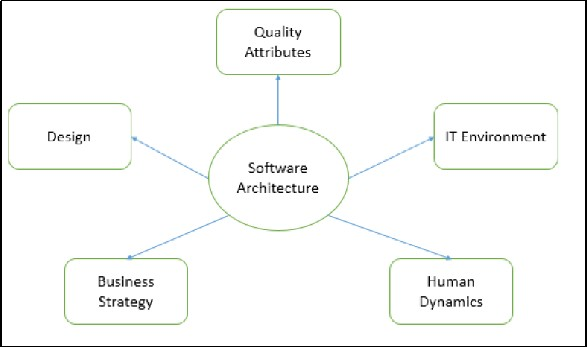 Quality
Attributes
Design
IT Environment
Software
Architecture
Business
Strategy
Human
Dynamics